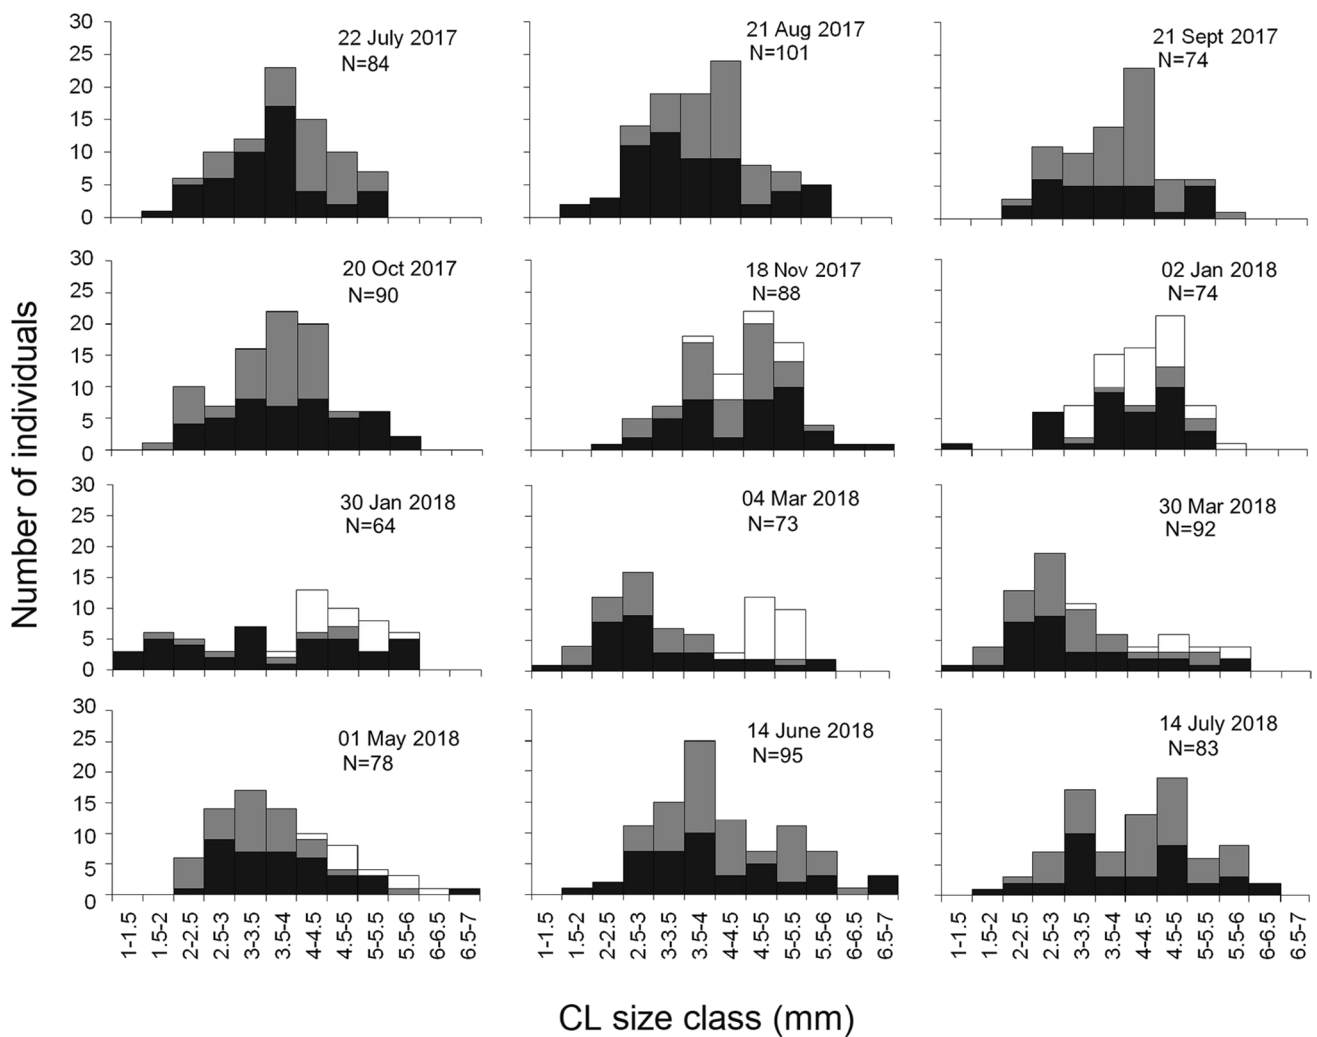 Number of individuals
30
25
20
15
10
5
0
22 July 2017
N=84
21 Aug 2017
N=101
21 Sept 2017
N=74
30
25
20
15
10
5
0
20 Oct 2017
N=90
18 Nov 2017
N=88
02 Jan 2018
N=74
30
25
20
15
10
5
0
30 Jan 2018
N=64
04 Mar 2018
N=73
30 Mar 2018
N=92
30
25
20
15
10
5
0
01 May 2018
N=78
14 June 2018
N=95
14 July 2018
N=83
1-1.5
1.5-2
2-2.5
2.5-3
3-3.5
3.5-4
4-4.5
4.5-5
5-5.5
5.5-6
6-6.5
6.5-7
1-1.5
1.5-2
2-2.5
2.5-3
3-3.5
3.5-4
4-4.5
4.5-5
5-5.5
5.5-6
6-6.5
6.5-7
1-1.5
1.5-2
2-2.5
2.5-3
3-3.5
3.5-4
4-4.5
4.5-5
5-5.5
5.5-6
6-6.5
6.5-7
CL size class (mm)